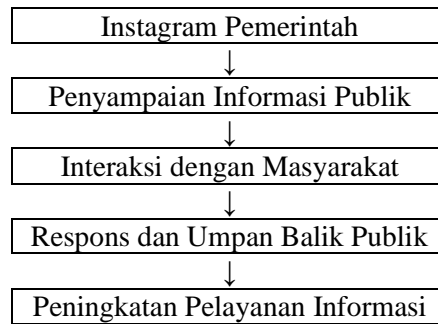 Instagram Pemerintah
↓
Penyampaian Informasi Publik
↓
Interaksi dengan Masyarakat
↓
Respons dan Umpan Balik Publik
↓
Peningkatan Pelayanan Informasi